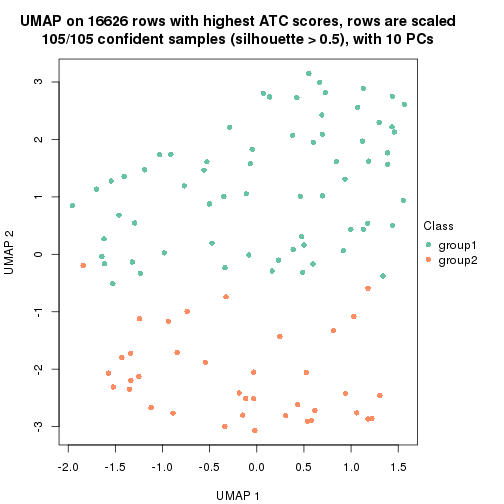 UMAP on 16626 rows with highest ATC scores, rows are scaled
105/105 confident samples (silhouette > 0.5), with 10 PCs
3
2
1
0
-1
-2
-3
UMAP 2
-2.0 -1.5 -1.0 -0.5 0.0 0.5 1.0 1.5
UMAP 1
Class
group1
group2